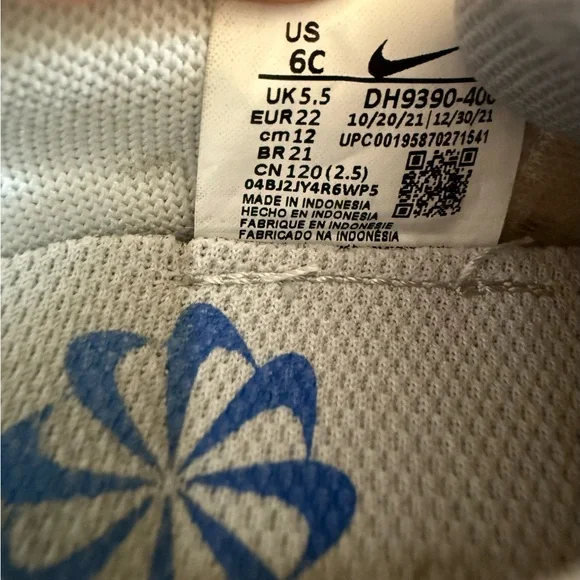 US
6C
UK 5.5
EUR 22
cm 12
BR 21
CN 120 (2.5)
04BJ2JY4R6WP5
MADE IN INDONESIA
HECHO EN INDONESIA
FABRIQUE EN INDONESIE
FABRICADO NA INDONÉSIA
DH9390-400
10/20/21 | 12/30/21
UPC00195870271541